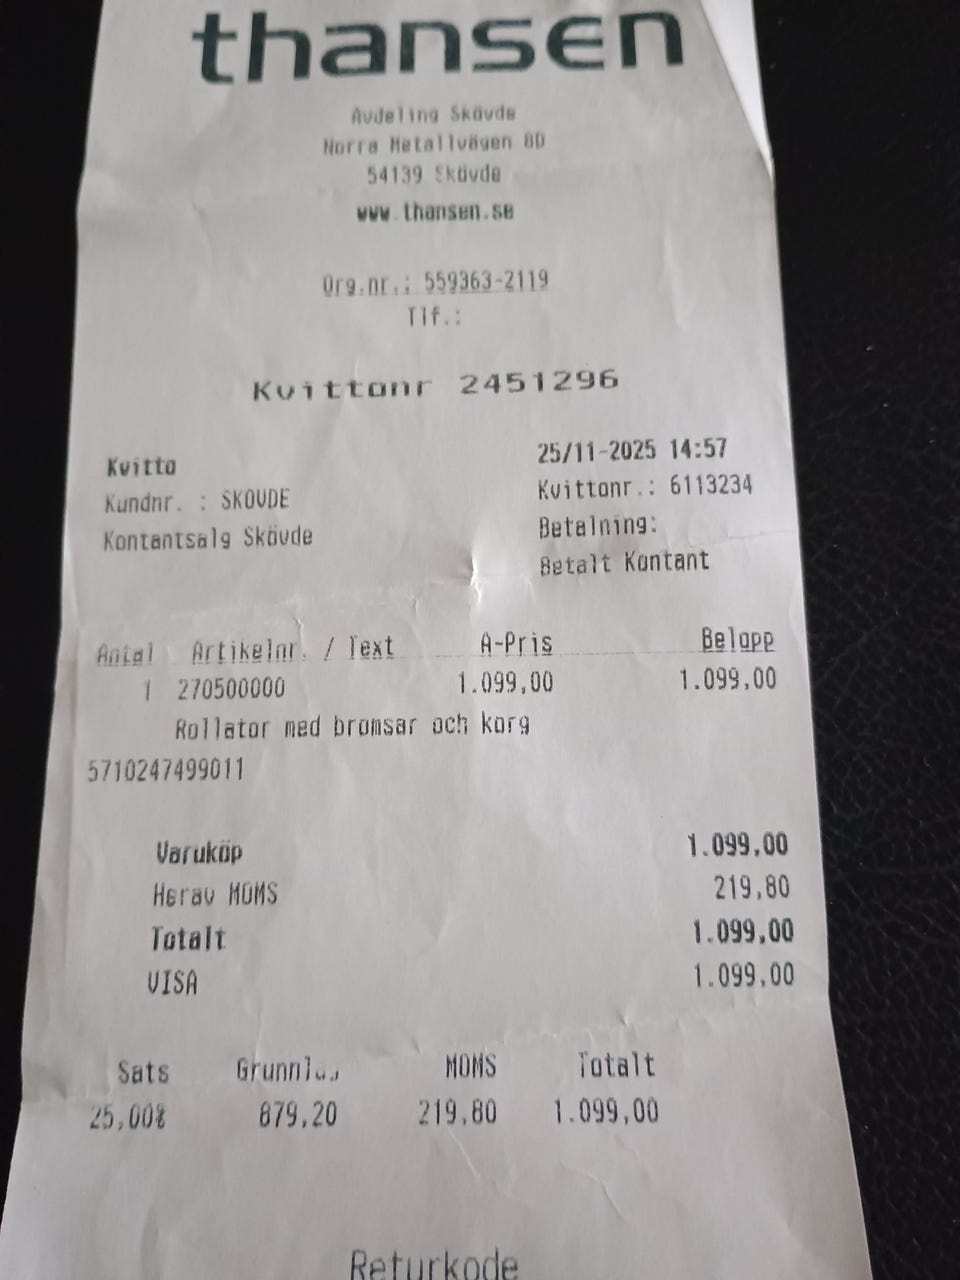 thansen
Avdeling Skövde
Norra Metallvägen 8D
54139 Skövde
www.thansen.se
Org.nr.: 559363-2119
Tlf.:
Kvittonr 2451296
Kvitto
Kundnr. : SKOVDE
Kontantsalg Skövde
25/11-2025 14:57
Kvittonr.: 6113234
Betalning:
Betalt Kontant
Antal Artikelnr. / Text A-Pris Belopp
1 270500000 1.099,00 1.099,00
Rollator med bromsar och korg
5710247499011
Varuköp 1.099,00
Herav MOMS 219,80
Totalt 1.099,00
VISA 1.099,00
Sats MOMS Totalt
25,00% 879,20 219,80 1.099,00
Returkode